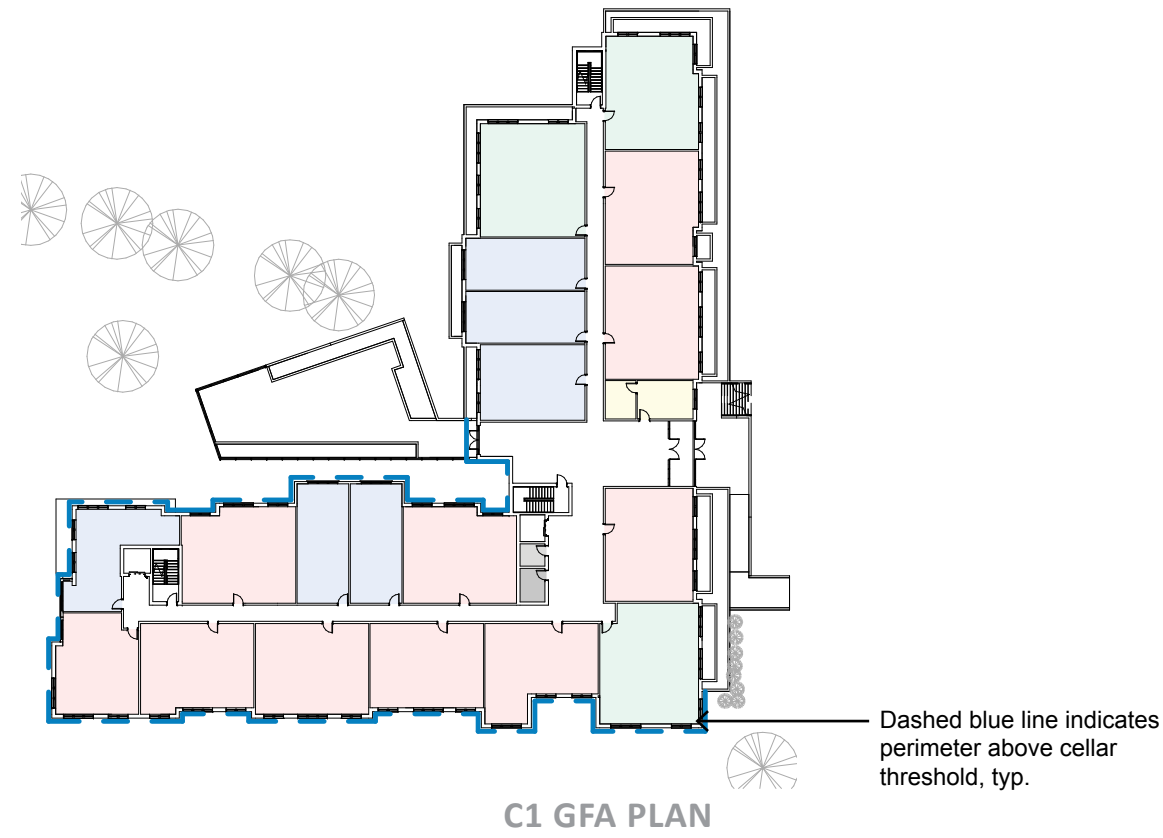 Dashed blue line indicates
perimeter above cellar
threshold, typ.
C1 GFA PLAN